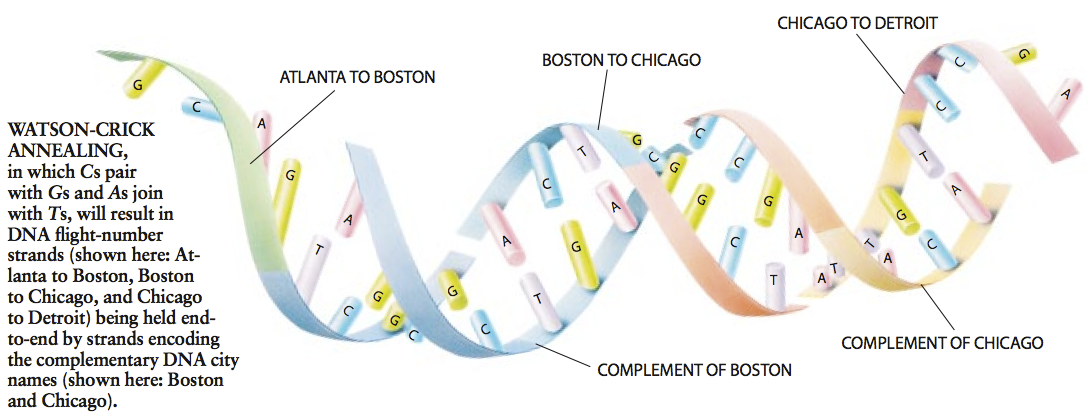 WATSON-CRICK
ANNEALING,
in which Cs pair
with Gs and As join
with Ts, will result in
DNA flight-number
strands (shown here: At-
lanta to Boston, Boston
to Chicago, and Chicago
to Detroit) being held end-
to-end by strands encoding
the complementary DNA city
names (shown here: Boston
and Chicago).
ATLANTA TO BOSTON
BOSTON TO CHICAGO
CHICAGO TO DETROIT
COMPLEMENT OF BOSTON
COMPLEMENT OF CHICAGO
G
C
A
G
T
A
C
G
G
C
G
C
A
T
C
T
G
A
G
C
G
C
C
G
C
G
T
A
A
T
T
A
G
C
T
A
C
C
G
A